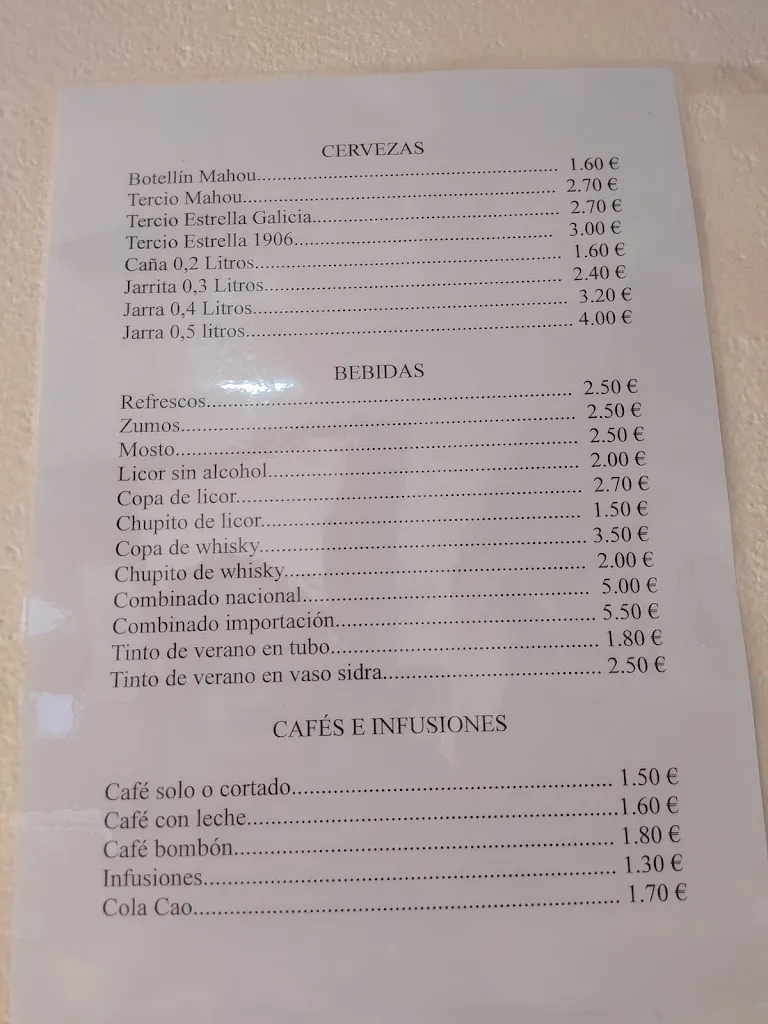 CERVEZAS
Botellín Mahou.......................................................... 1.60 €
Tercio Mahou............................................................ 2.70 €
Tercio Estrella Galicia.................................................. 2.70 €
Tercio Estrella 1906.................................................... 3.00 €
Caña 0,2 Litros........................................................... 1.60 €
Jarrita 0,3 Litros......................................................... 2.40 €
Jarra 0,4 Litros............................................................ 3.20 €
Jarra 0,5 litros............................................................. 4.00 €
BEBIDAS
Refrescos.................................................................... 2.50 €
Zumos......................................................................... 2.50 €
Mosto.......................................................................... 2.50 €
Licor sin alcohol.......................................................... 2.00 €
Copa de licor............................................................... 2.70 €
Chupito de licor........................................................... 1.50 €
Copa de whisky........................................................... 3.50 €
Chupito de whisky....................................................... 2.00 €
Combinado nacional.................................................... 5.00 €
Combinado importación.............................................. 5.50 €
Tinto de verano en tubo............................................... 1.80 €
Tinto de verano en vaso sidra...................................... 2.50 €
CAFÉS E INFUSIONES
Café solo o cortado...................................................... 1.50 €
Café con leche..............................................................1.60 €
Café bombón................................................................ 1.80 €
Infusiones..................................................................... 1.30 €
Cola Cao....................................................................... 1.70 €